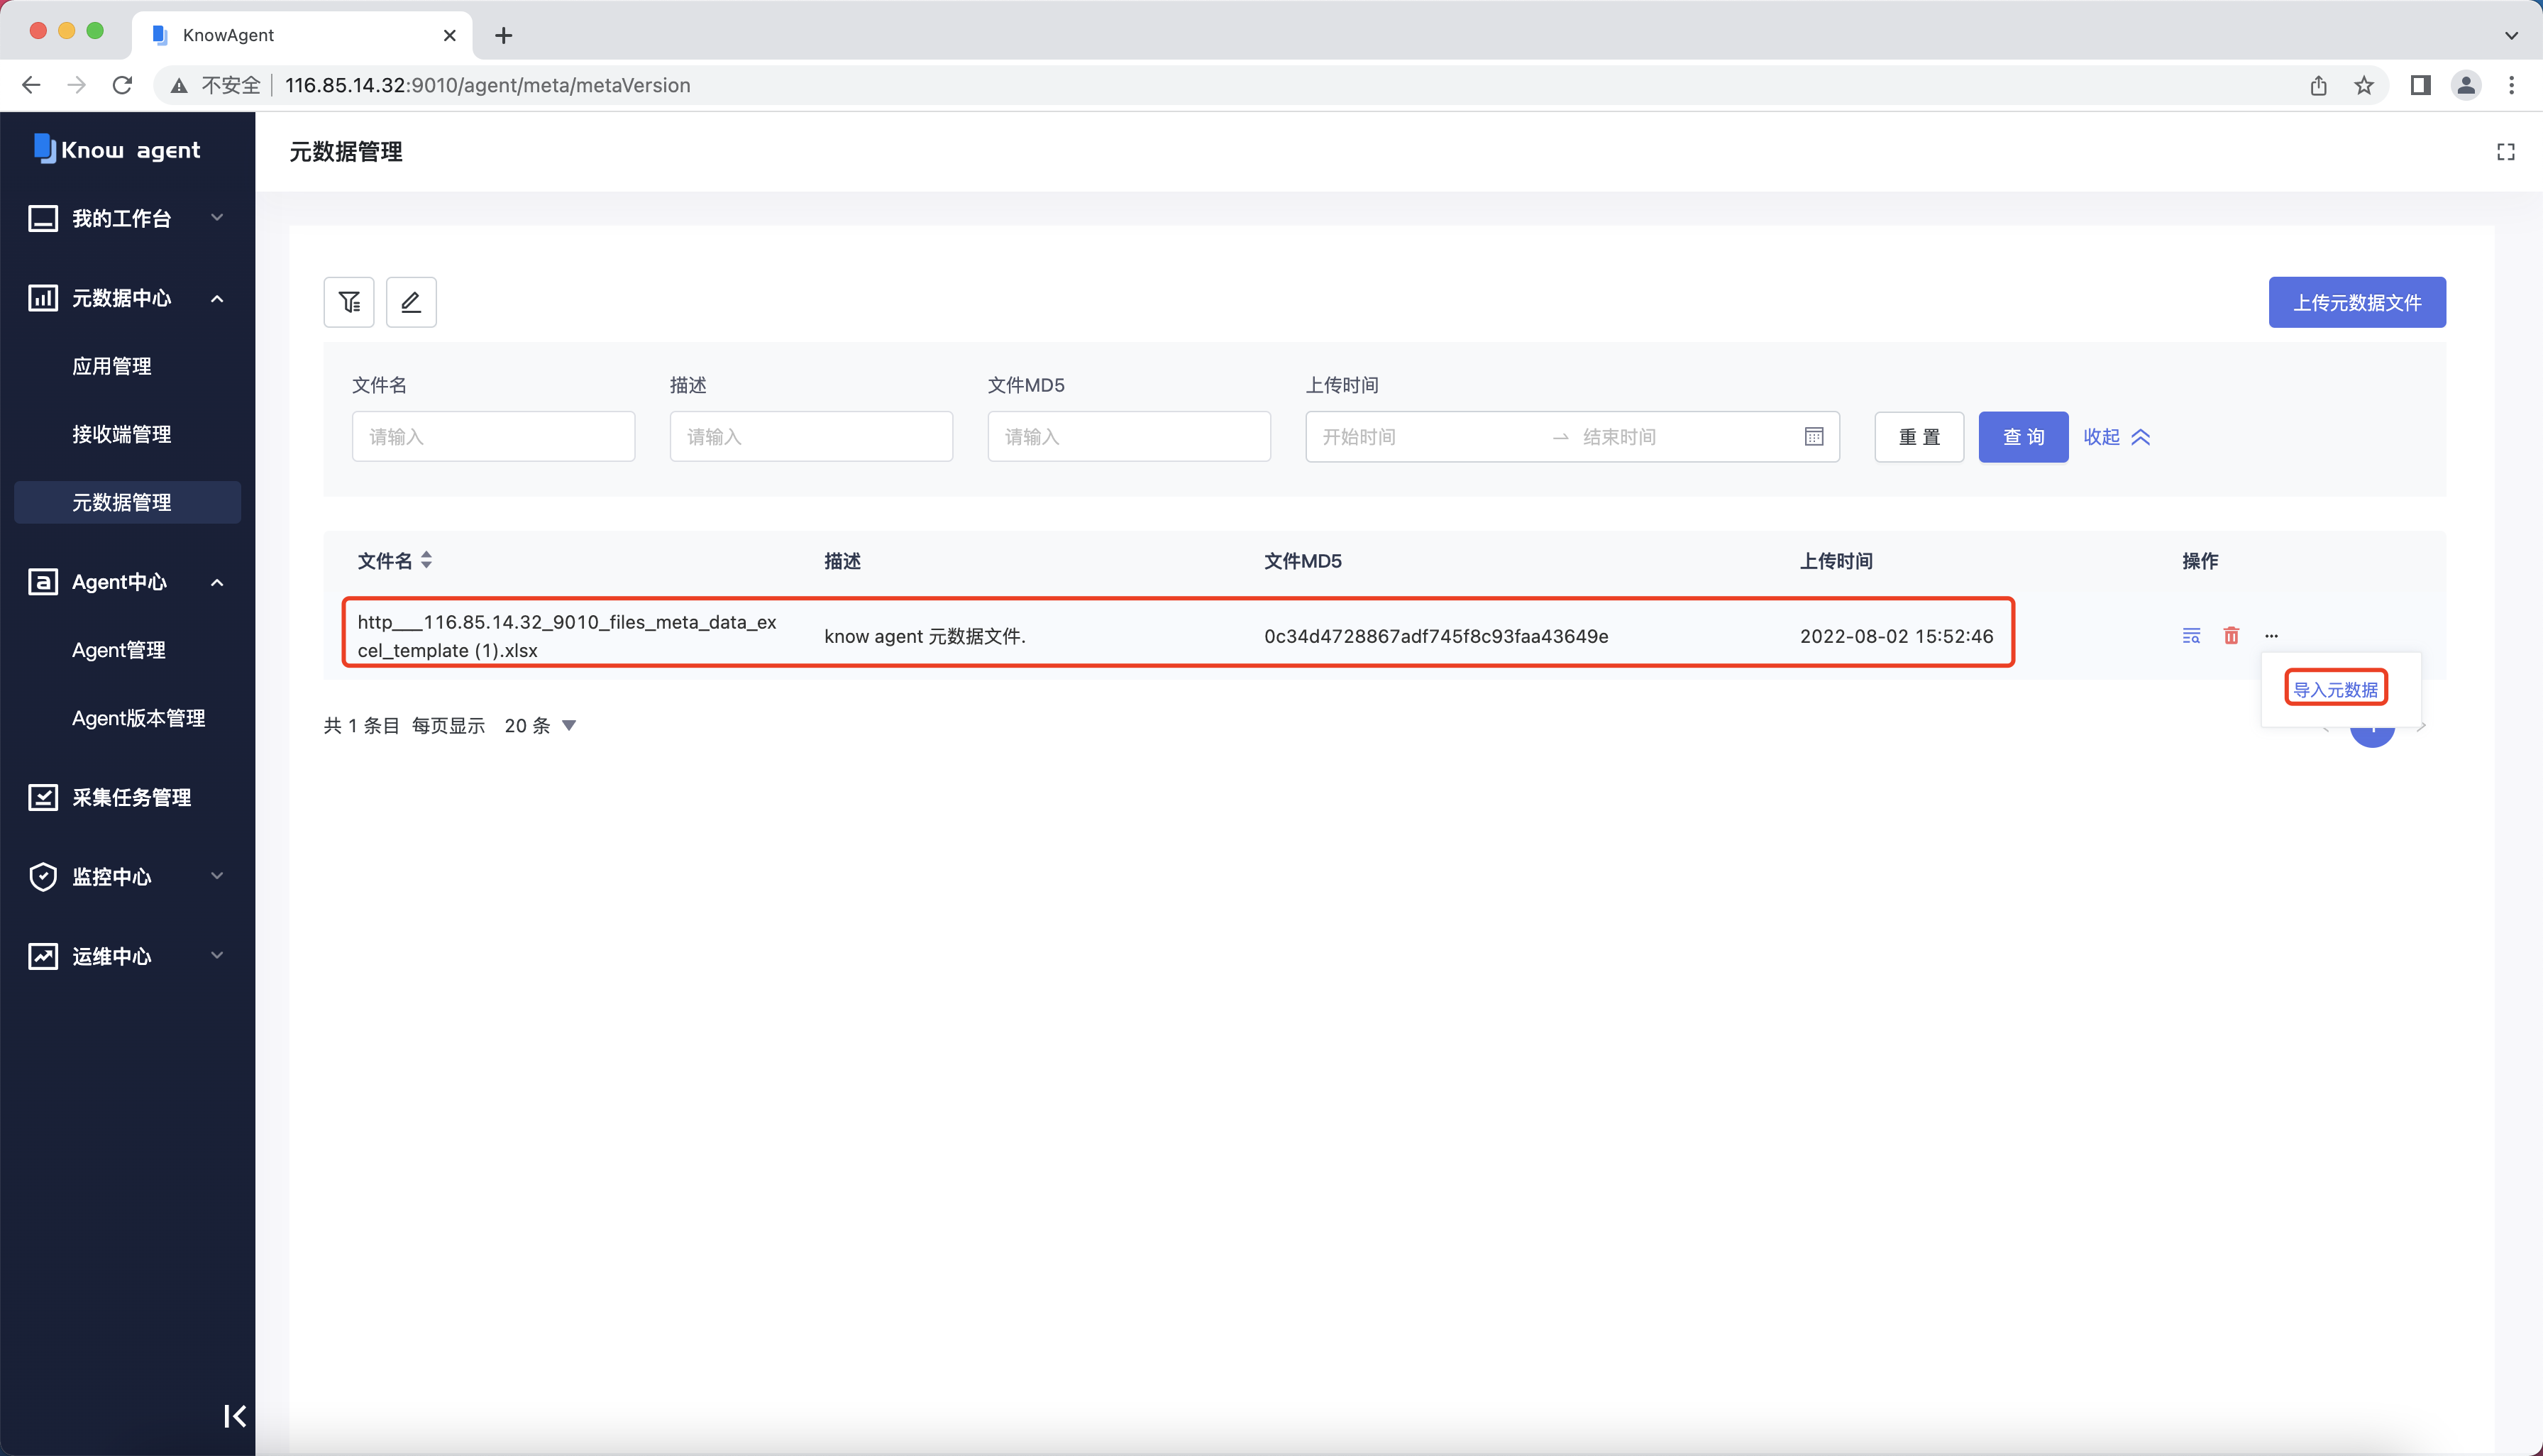 KnowAgent
不安全 116.85.14.32:9010/agent/meta/metaVersion
Know agent
元数据管理
我的工作台
元数据中心
应用管理
接收端管理
元数据管理
Agent中心
Agent管理
Agent版本管理
采集任务管理
监控中心
运维中心
上传元数据文件
文件名 描述 文件MD5 上传时间
请输入 请输入 请输入 开始时间 结束时间 重 置 查 询 收起
文件名 描述 文件MD5 上传时间 操作
http___116.85.14.32_9010_files_meta_data_ex
cel_template (1).xlsx
know agent 元数据文件. 0c34d4728867adf745f8c93faa43649e 2022-08-02 15:52:46
导入元数据
共 1 条目 每页显示 20 条